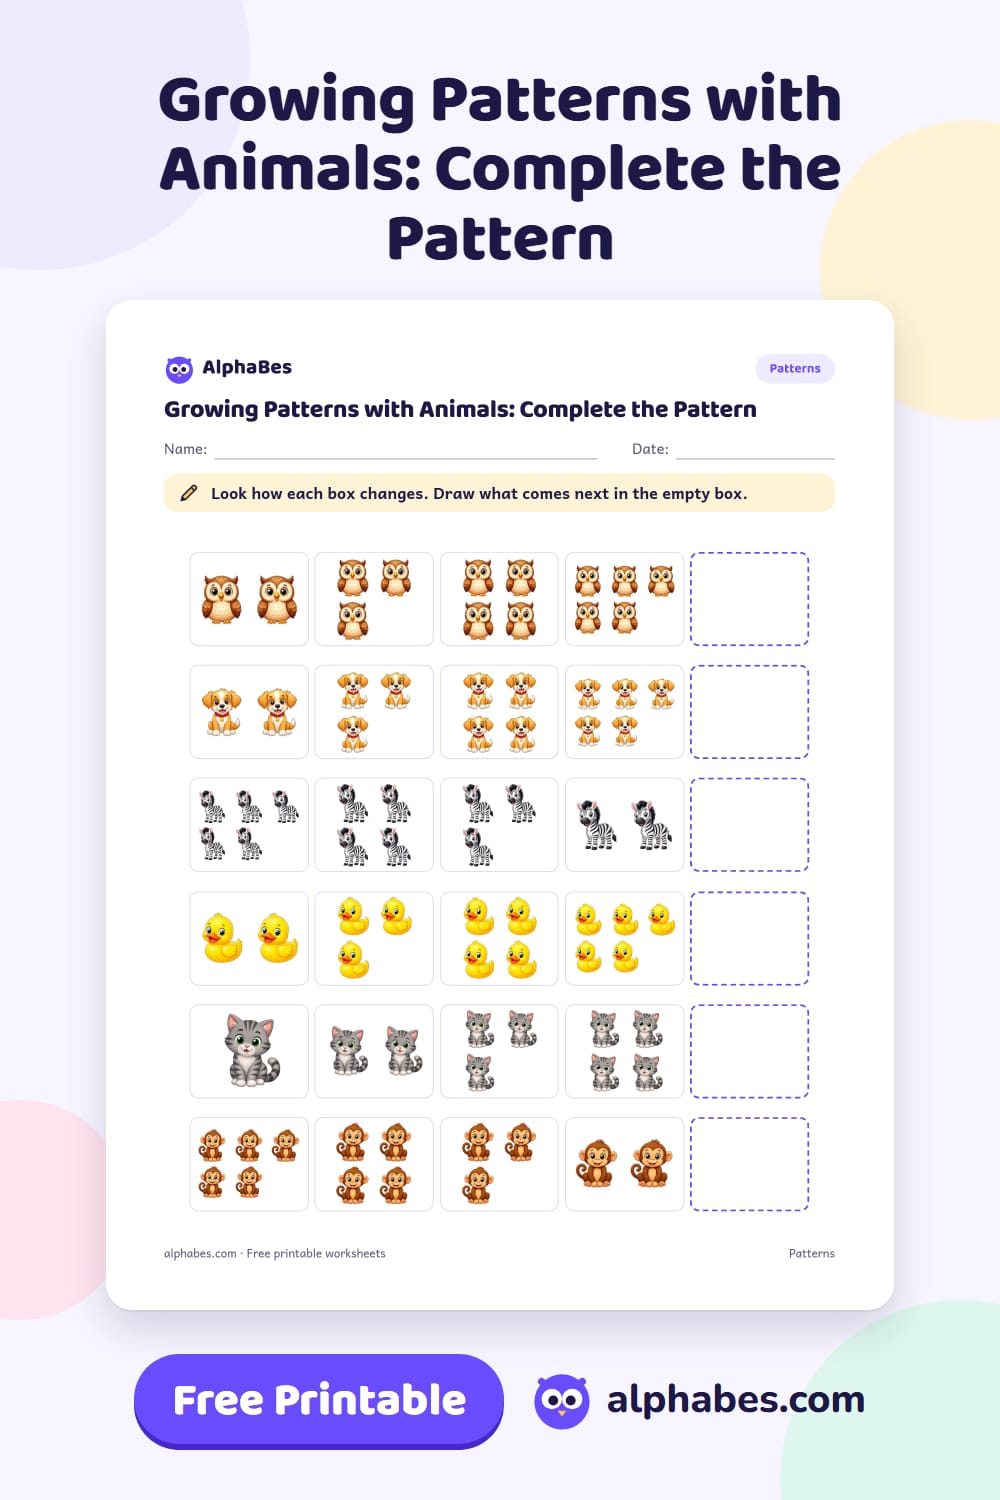 Growing Patterns with
Animals: Complete the
Pattern
AlphaBes
Patterns
Growing Patterns with Animals: Complete the Pattern
Name:
Date:
Look how each box changes. Draw what comes next in the empty box.
alphabes.com · Free printable worksheets
Patterns
Free Printable
alphabes.com